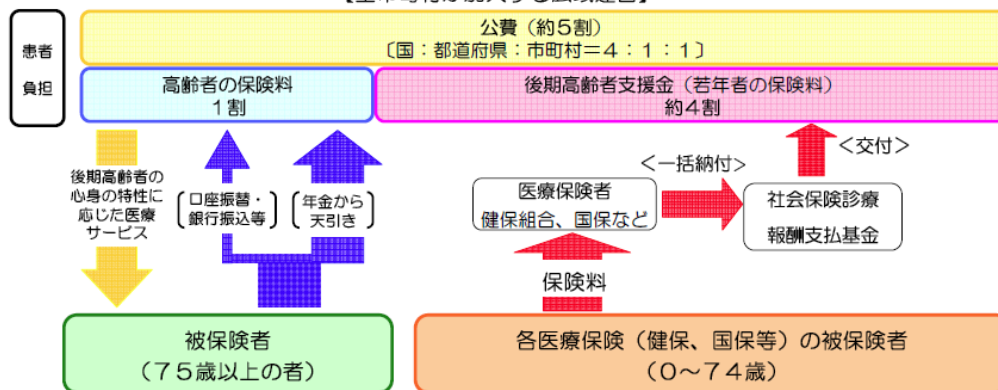 公費（約５割）
〔国：都道府県：市町村＝４：１：１〕
患者
負担
高齢者の保険料
１割
後期高齢者支援金（若年者の保険料）
約４割
後期高齢者の
心身の特性に
応じた医療
サービス
口座振替・
銀行振込等
年金から
天引き
医療保険者
健保組合、国保など
＜一括納付＞
＜交付＞
社会保険診療
報酬支払基金
保険料
被保険者
（７５歳以上の者）
各医療保険（健保、国保等）の被保険者
（０～７４歳）